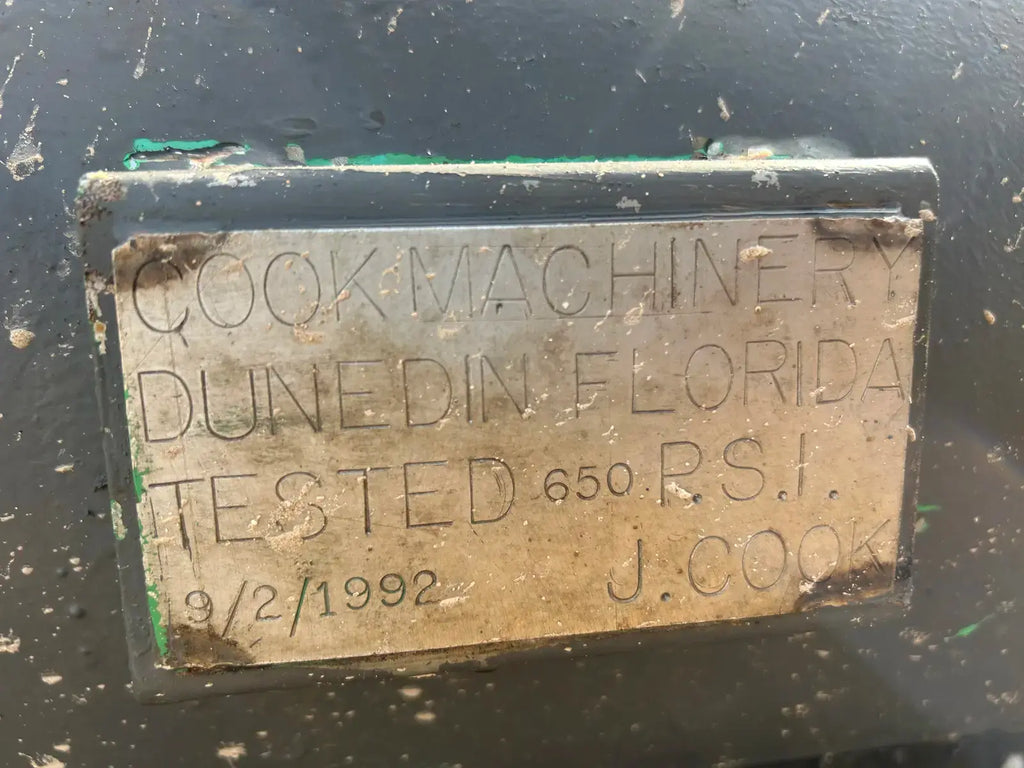 COOK MACHINERY
DUNEDIN FLORIDA
TESTED 650 P.S.I.
9/2/1992 J. COOK